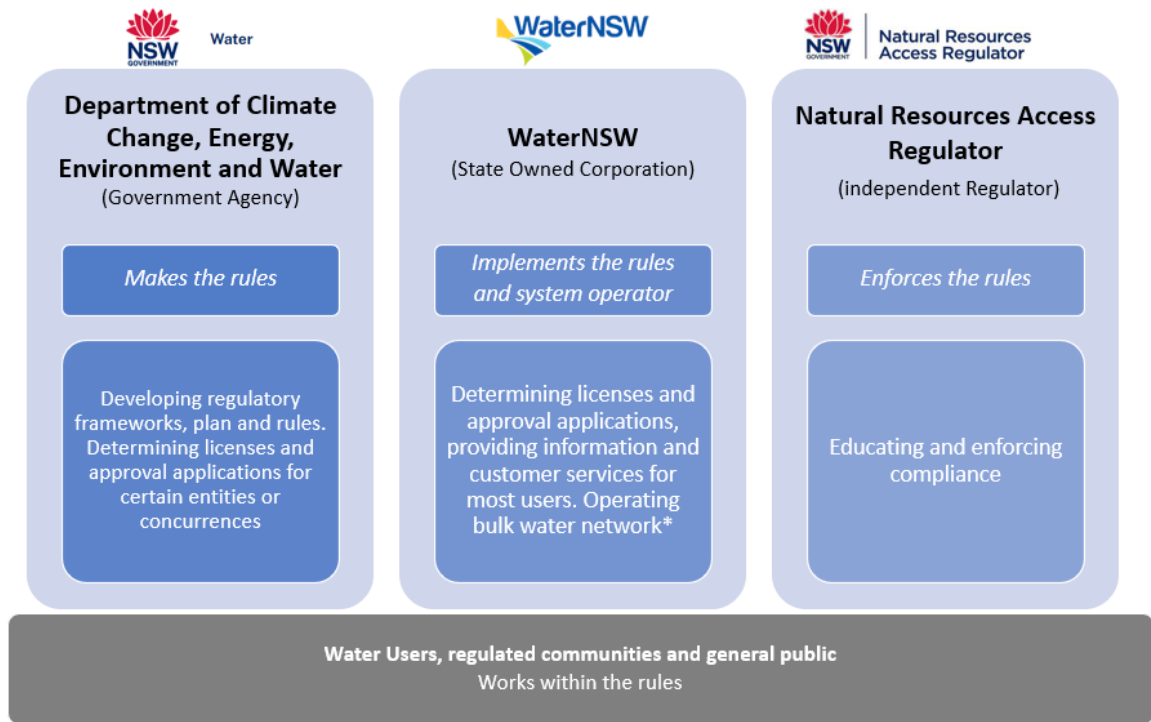 NSW
GOVERNMENT
Water
WaterNSW
NSW
GOVERNMENT
Natural Resources
Access Regulator
Department of Climate
Change, Energy,
Environment and Water
(Government Agency)
Makes the rules
Developing regulatory
frameworks, plan and rules.
Determining licenses and
approval applications for
certain entities or
concurrences
WaterNSW
(State Owned Corporation)
Implements the rules
and system operator
Determining licenses and
approval applications,
providing information and
customer services for
most users. Operating
bulk water network*
Natural Resources Access
Regulator
(independent Regulator)
Enforces the rules
Educating and enforcing
compliance
Water Users, regulated communities and general public
Works within the rules